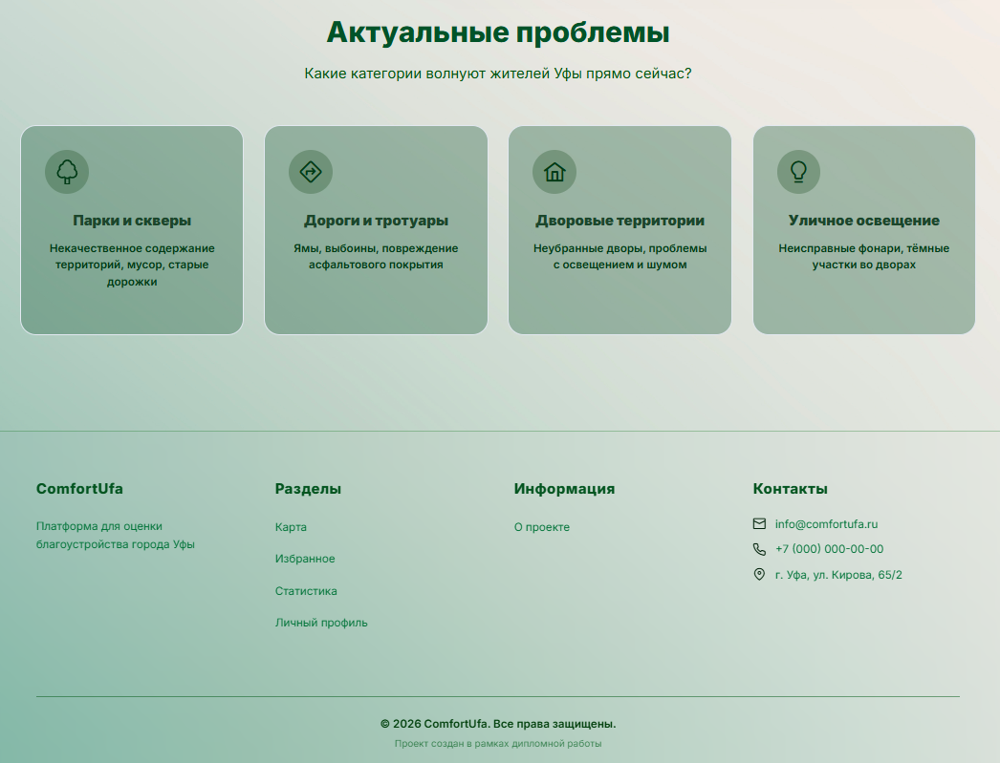 Актуальные проблемы
Какие категории волнуют жителей Уфы прямо сейчас?
Парки и скверы
Некачественное содержание
территорий, мусор, старые
дорожки
Дороги и тротуары
Ямы, выбоины, повреждение
асфальтового покрытия
Дворовые территории
Неубранные дворы, проблемы
с освещением и шумом
Уличное освещение
Неисправные фонари, тёмные
участки во дворах
ComfortUfa
Платформа для оценки
благоустройства города Уфы
Разделы
Карта
Избранное
Статистика
Личный профиль
Информация
О проекте
Контакты
info@comfortufa.ru
+7 (000) 000-00-00
г. Уфа, ул. Кирова, 65/2
© 2026 ComfortUfa. Все права защищены.
Проект создан в рамках дипломной работы